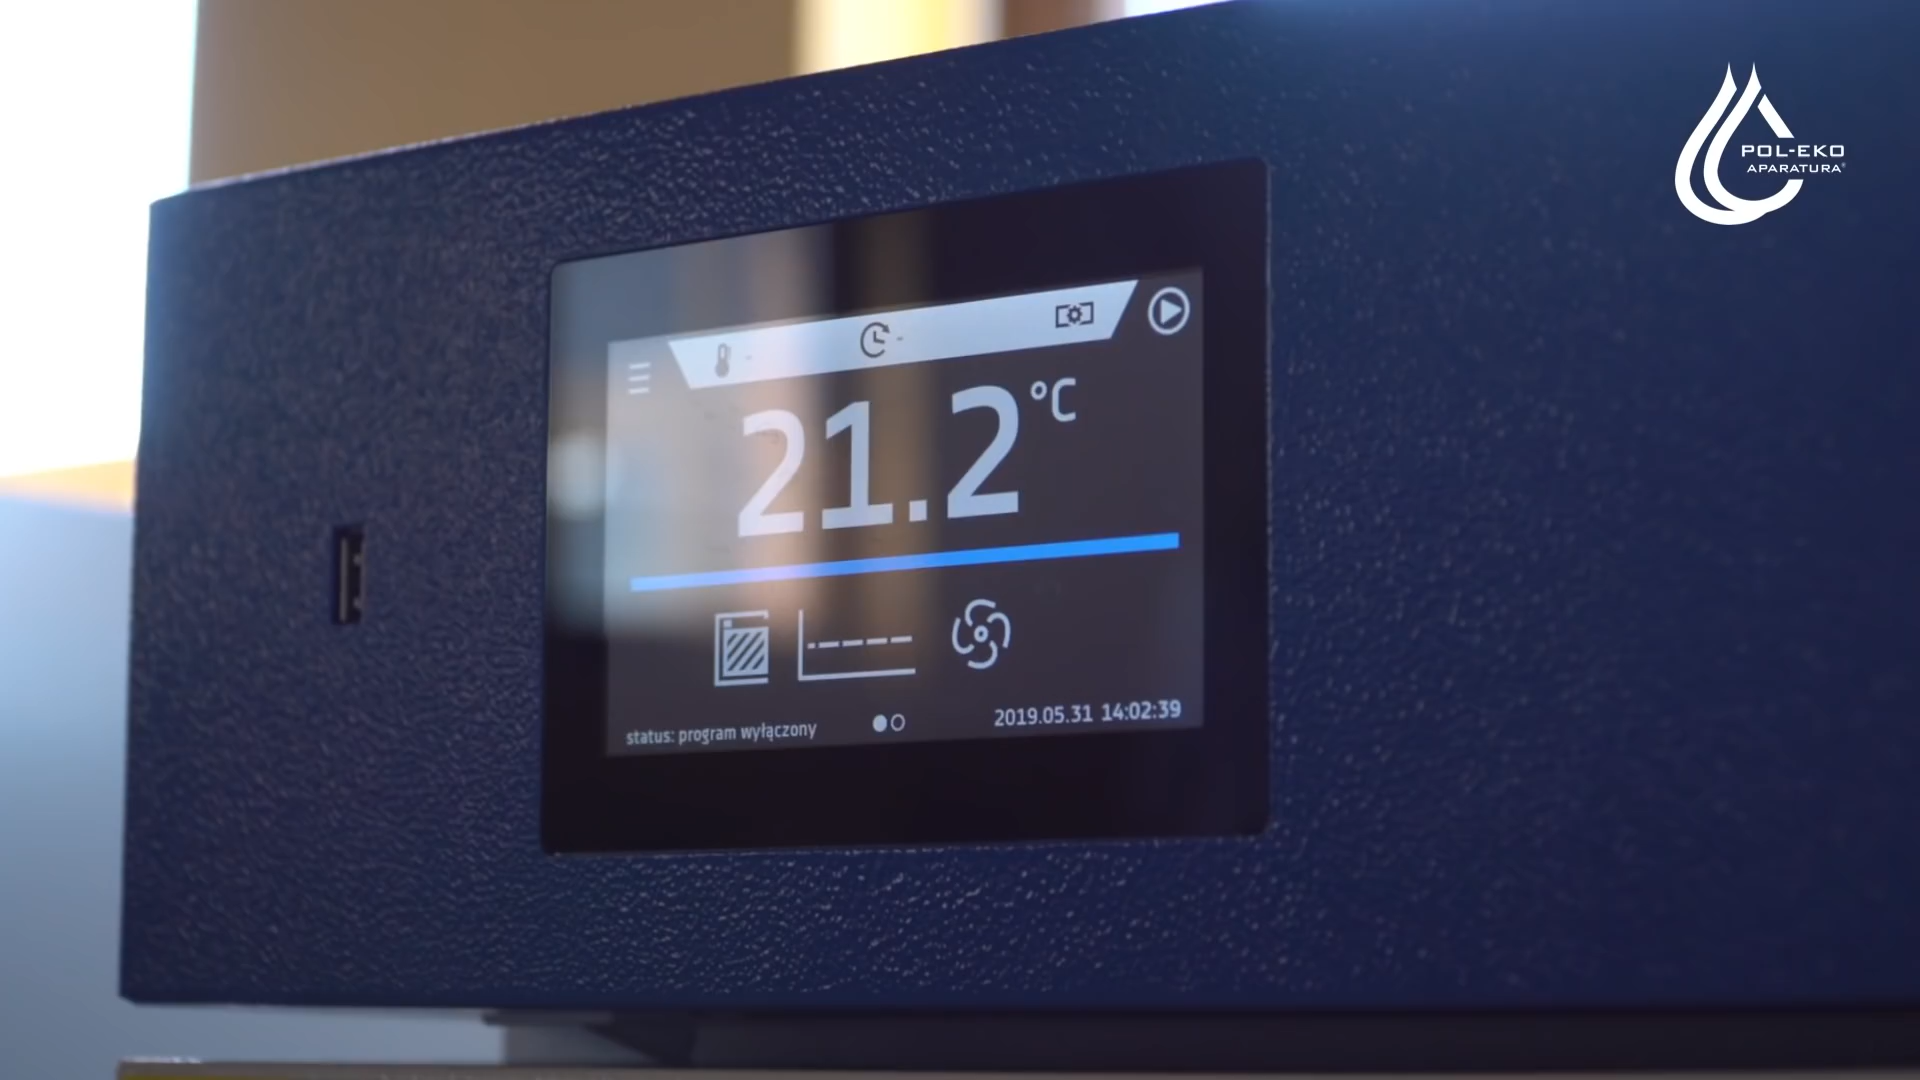 POL-EKO
APARATURA®
- -
21.2 °C
status: program wyłączony
2019.05.31 14:02:39